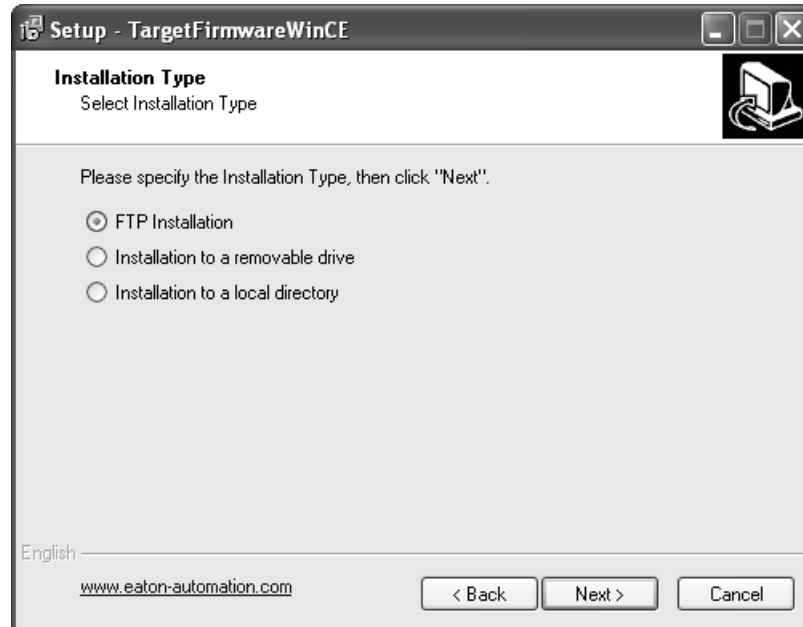 Setup - TargetFirmwareWinCE
Installation Type
Select Installation Type
Please specify the Installation Type, then click "Next".
FTP Installation
Installation to a removable drive
Installation to a local directory
English
www.eaton-automation.com
< Back
Next >
Cancel